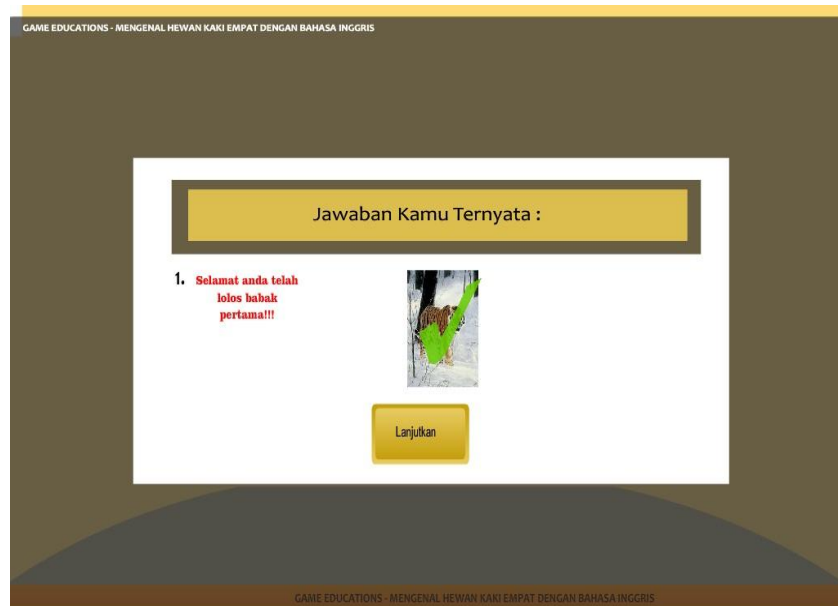 GAME EDUCATIONS - MENGENAL HEWAN KAKI EMPAT DENGAN BAHASA INGGRIS
Jawaban Kamu Ternyata :
1. Selamat anda telah
lolos babak
pertama!!!
Lanjutkan
GAME EDUCATIONS - MENGENAL HEWAN KAKI EMPAT DENGAN BAHASA INGGRIS